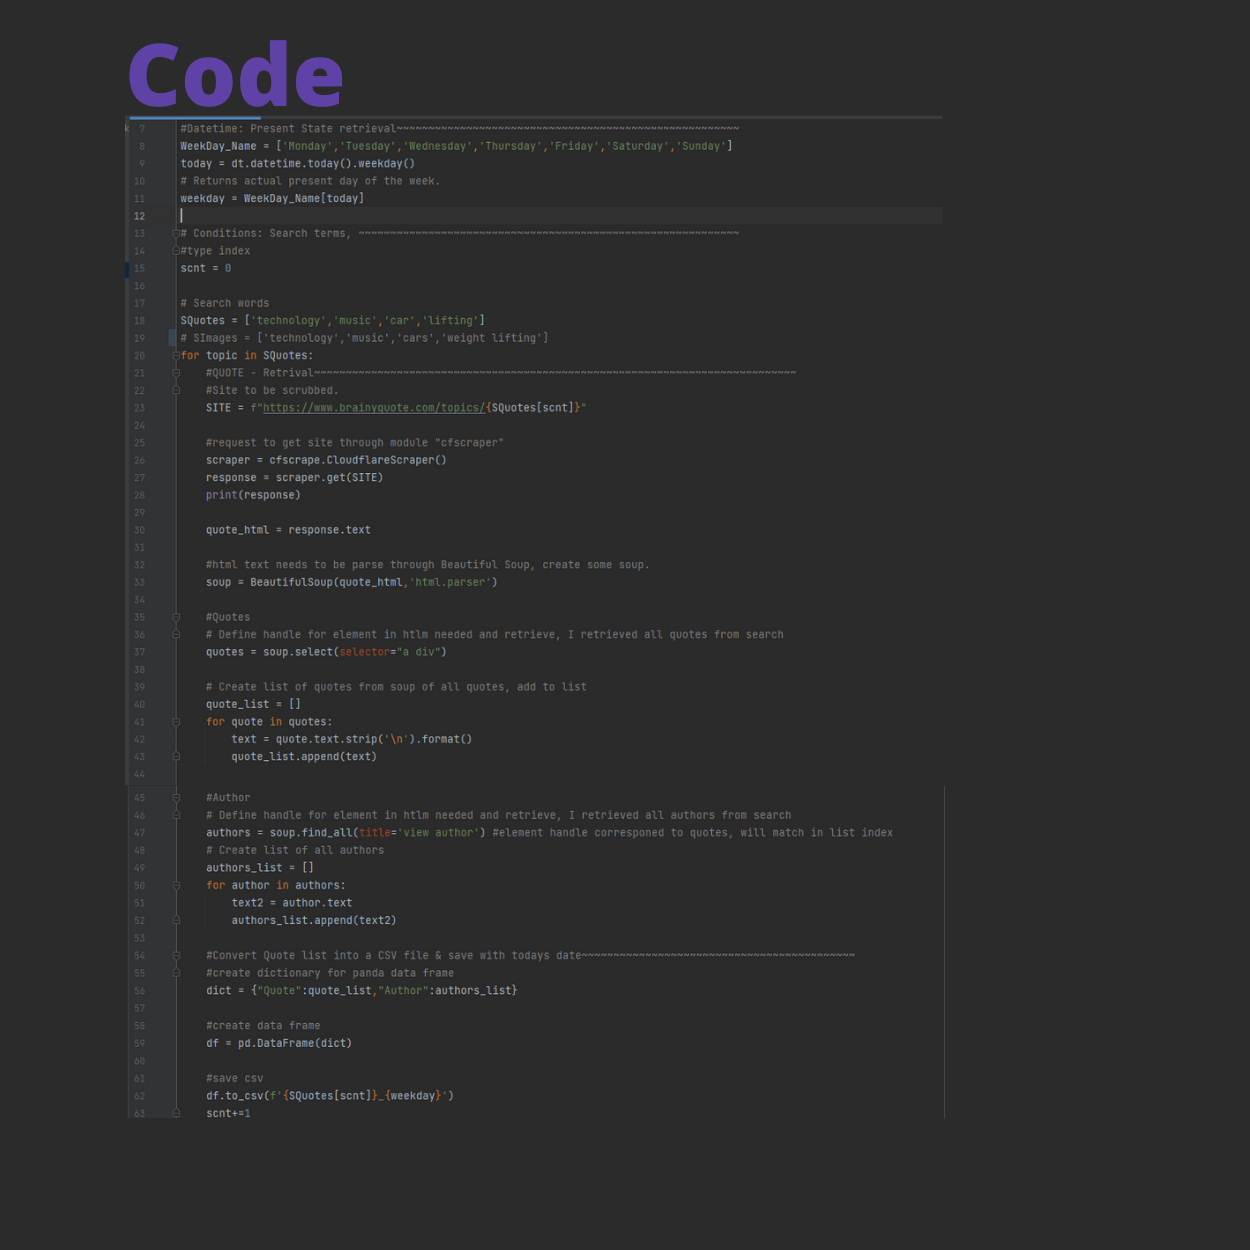 Code
7 #Datetime: Present State retrieval~~~~~~~~~~~~~~~~~~~~~~~~~~~~~~~~~~~~~~~~~~~~~~~~~~~~~~
8 WeekDay_Name = ['Monday','Tuesday','Wednesday','Thursday','Friday','Saturday','Sunday']
9 today = dt.datetime.today().weekday()
10 # Returns actual present day of the week.
11 weekday = WeekDay_Name[today]
12
13 # Conditions: Search terms, ~~~~~~~~~~~~~~~~~~~~~~~~~~~~~~~~~~~~~~~~~~~~~~~~~~~~~~~~~~~~
14 #type index
15 scnt = 0
16
17 # Search words
18 SQuotes = ['technology','music','car','lifting']
19 # SImages = ['technology','music','cars','weight lifting']
20 for topic in SQuotes:
21 #QUOTE - Retrival~~~~~~~~~~~~~~~~~~~~~~~~~~~~~~~~~~~~~~~~~~~~~~~~~~~~~~~~~~~~~~~~~~~~~~~~~~~~
22 #Site to be scrubbed.
23 SITE = f"https://www.brainyquote.com/topics/{SQuotes[scnt]}"
24
25 #request to get site through module "cfscraper"
26 scraper = cfscrape.CloudflareScraper()
27 response = scraper.get(SITE)
28 print(response)
29
30 quote_html = response.text
31
32 #html text needs to be parse through Beautiful Soup, create some soup.
33 soup = BeautifulSoup(quote_html,'html.parser')
34
35 #Quotes
36 # Define handle for element in htlm needed and retrieve, I retrieved all quotes from search
37 quotes = soup.select(selector="a div")
38
39 # Create list of quotes from soup of all quotes, add to list
40 quote_list = []
41 for quote in quotes:
42 text = quote.text.strip('\n').format()
43 quote_list.append(text)
44
45 #Author
46 # Define handle for element in htlm needed and retrieve, I retrieved all authors from search
47 authors = soup.find_all(title='view author') #element handle corresponed to quotes, will match in list index
48 # Create list of all authors
49 authors_list = []
50 for author in authors:
51 text2 = author.text
52 authors_list.append(text2)
53
54 #Convert Quote list into a CSV file & save with todays date~~~~~~~~~~~~~~~~~~~~~~~~~~~~~~~~~~~~~~~~~~~
55 #create dictionary for panda data frame
56 dict = {"Quote":quote_list,"Author":authors_list}
57
58 #create data frame
59 df = pd.DataFrame(dict)
60
61 #save csv
62 df.to_csv(f'{SQuotes[scnt]}_{weekday}')
63 scnt+=1